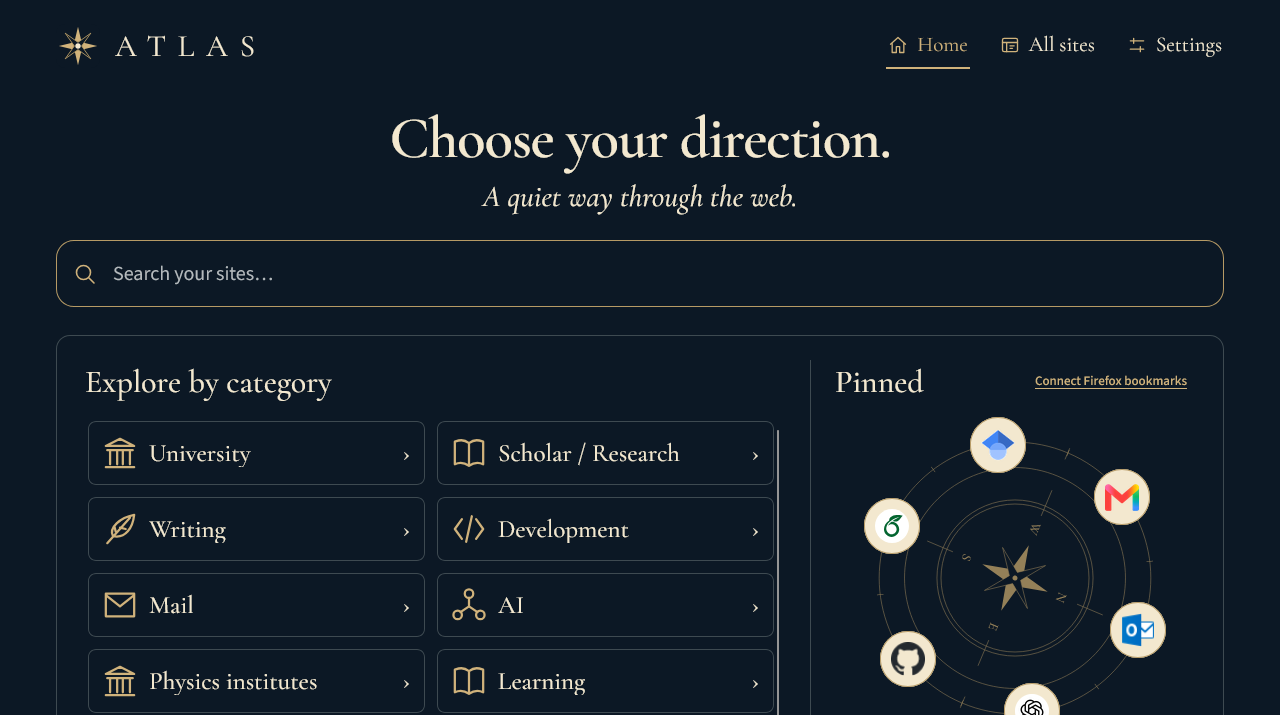 ATLAS
Home
All sites
Settings
Choose your direction.
A quiet way through the web.
Search your sites…
Explore by category
Pinned
Connect Firefox bookmarks
University ›
Scholar / Research ›
Writing ›
Development ›
Mail ›
AI ›
Physics institutes ›
Learning ›
W
S
N
E